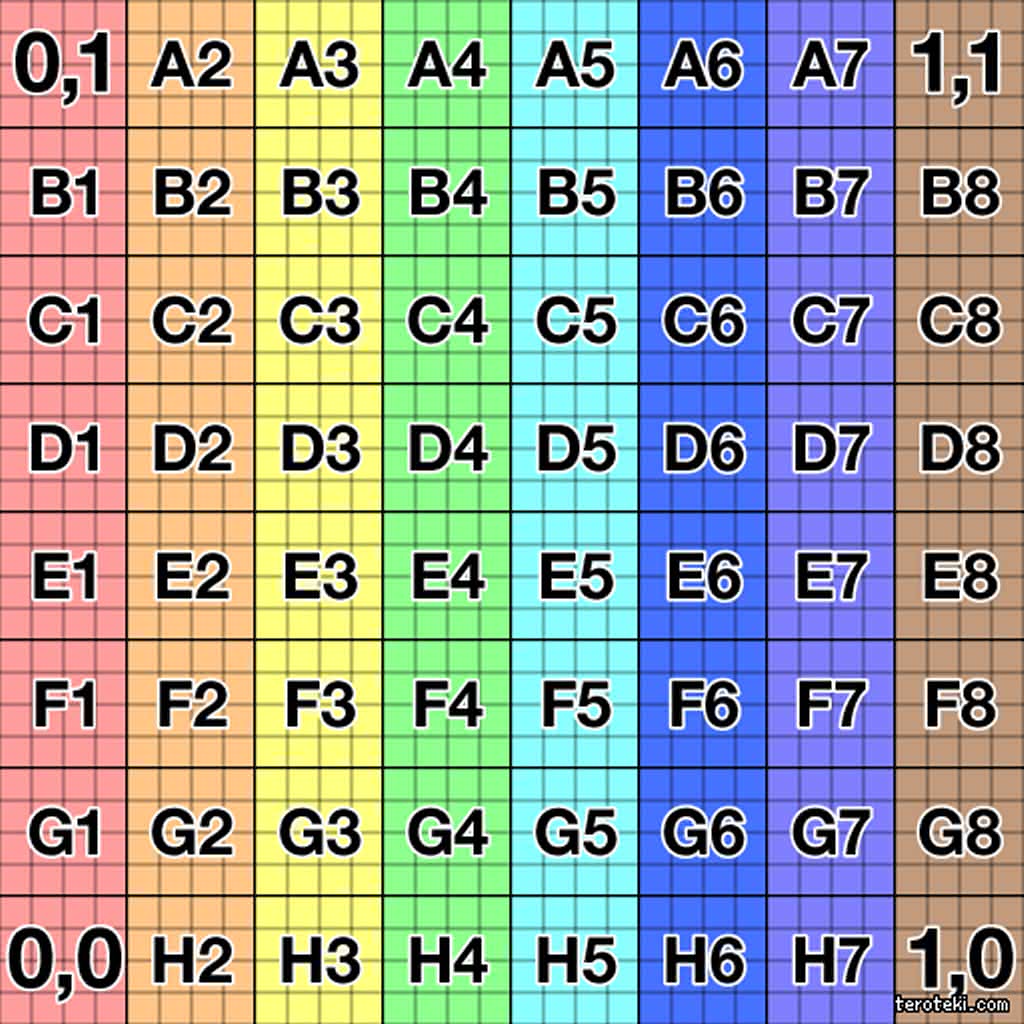 0,1 A2 A3 A4 A5 A6 A7 1,1
B1 B2 B3 B4 B5 B6 B7 B8
C1 C2 C3 C4 C5 C6 C7 C8
D1 D2 D3 D4 D5 D6 D7 D8
E1 E2 E3 E4 E5 E6 E7 E8
F1 F2 F3 F4 F5 F6 F7 F8
G1 G2 G3 G4 G5 G6 G7 G8
0,0 H2 H3 H4 H5 H6 H7 1,0
teroteki.com